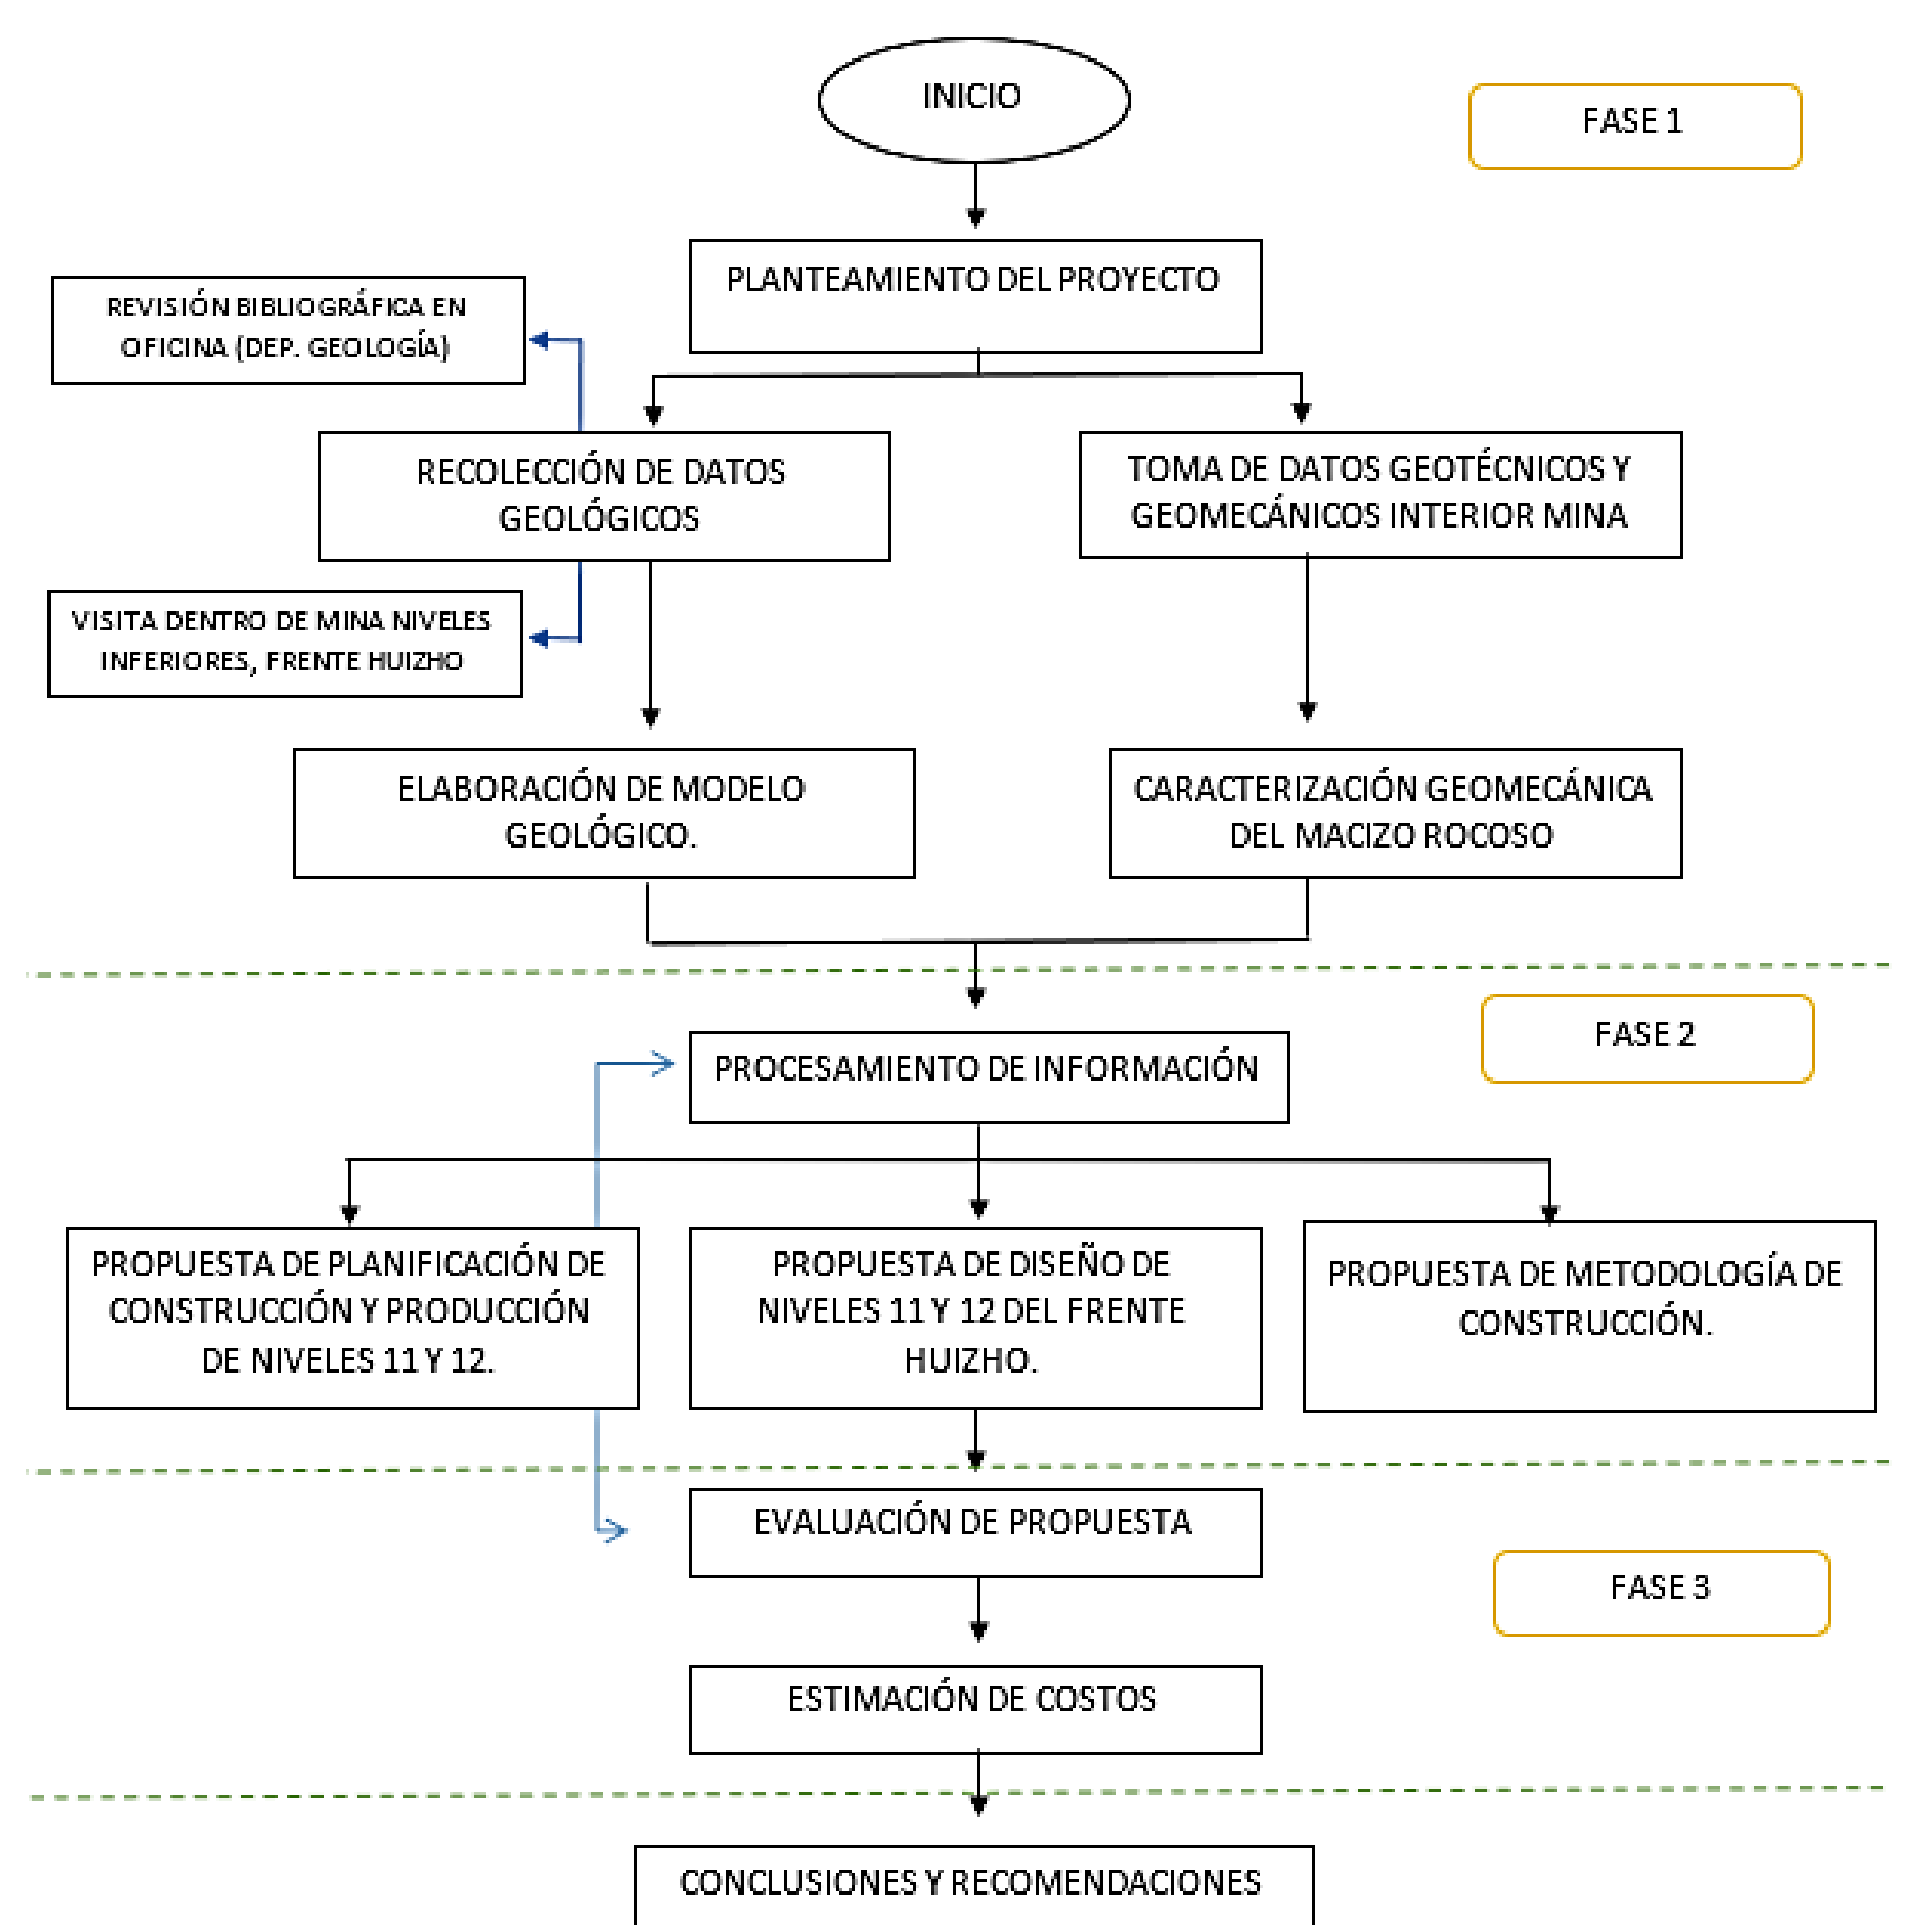 INICIO
FASE 1
PLANTEAMIENTO DEL PROYECTO
REVISIÓN BIBLIOGRÁFICA EN
OFICINA (DEP. GEOLOGÍA)
RECOLECCIÓN DE DATOS
GEOLÓGICOS
TOMA DE DATOS GEOTÉCNICOS Y
GEOMECÁNICOS INTERIOR MINA
VISITA DENTRO DE MINA NIVELES
INFERIORES, FRENTE HUIZHO
ELABORACIÓN DE MODELO
GEOLÓGICO.
CARACTERIZACIÓN GEOMECÁNICA
DEL MACIZO ROCOSO
FASE 2
PROCESAMIENTO DE INFORMACIÓN
PROPUESTA DE PLANIFICACIÓN DE
CONSTRUCCIÓN Y PRODUCCIÓN
DE NIVELES 11 Y 12.
PROPUESTA DE DISEÑO DE
NIVELES 11 Y 12 DEL FRENTE
HUIZHO.
PROPUESTA DE METODOLOGÍA DE
CONSTRUCCIÓN.
EVALUACIÓN DE PROPUESTA
FASE 3
ESTIMACIÓN DE COSTOS
CONCLUSIONES Y RECOMENDACIONES